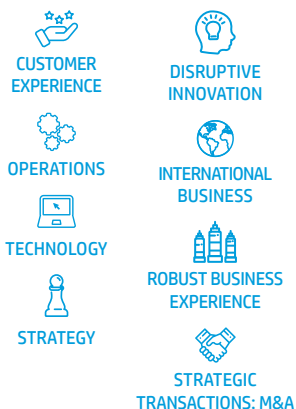 CUSTOMER
EXPERIENCE
OPERATIONS
TECHNOLOGY
STRATEGY
DISRUPTIVE
INNOVATION
INTERNATIONAL
BUSINESS
ROBUST BUSINESS
EXPERIENCE
STRATEGIC
TRANSACTIONS: M&A